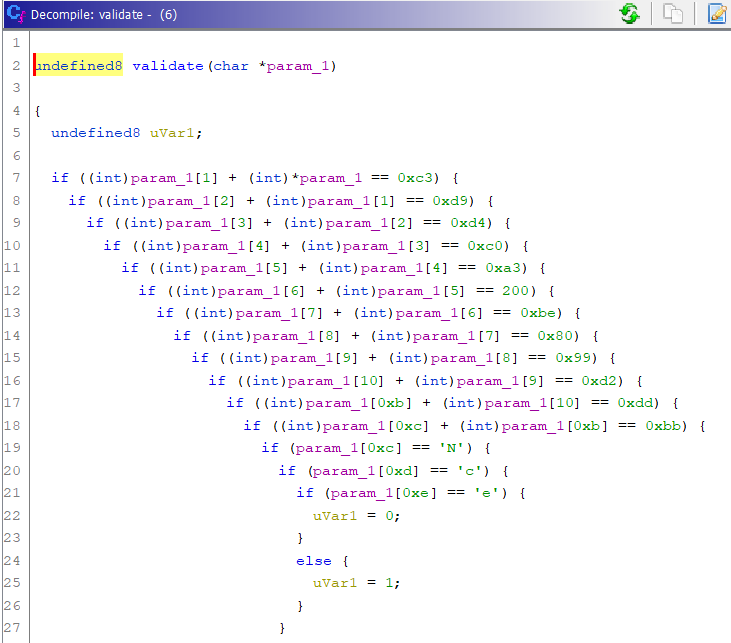 Decompile: validate - (6)
1
2 undefined8 validate(char *param_1)
3
4 {
5 undefined8 uVar1;
6
7 if ((int)param_1[1] + (int)*param_1 == 0xc3) {
8 if ((int)param_1[2] + (int)param_1[1] == 0xd9) {
9 if ((int)param_1[3] + (int)param_1[2] == 0xd4) {
10 if ((int)param_1[4] + (int)param_1[3] == 0xc0) {
11 if ((int)param_1[5] + (int)param_1[4] == 0xa3) {
12 if ((int)param_1[6] + (int)param_1[5] == 200) {
13 if ((int)param_1[7] + (int)param_1[6] == 0xbe) {
14 if ((int)param_1[8] + (int)param_1[7] == 0x80) {
15 if ((int)param_1[9] + (int)param_1[8] == 0x99) {
16 if ((int)param_1[10] + (int)param_1[9] == 0xd2) {
17 if ((int)param_1[0xb] + (int)param_1[10] == 0xdd) {
18 if ((int)param_1[0xc] + (int)param_1[0xb] == 0xbb) {
19 if (param_1[0xc] == 'N') {
20 if (param_1[0xd] == 'c') {
21 if (param_1[0xe] == 'e') {
22 uVar1 = 0;
23 }
24 else {
25 uVar1 = 1;
26 }
27 }